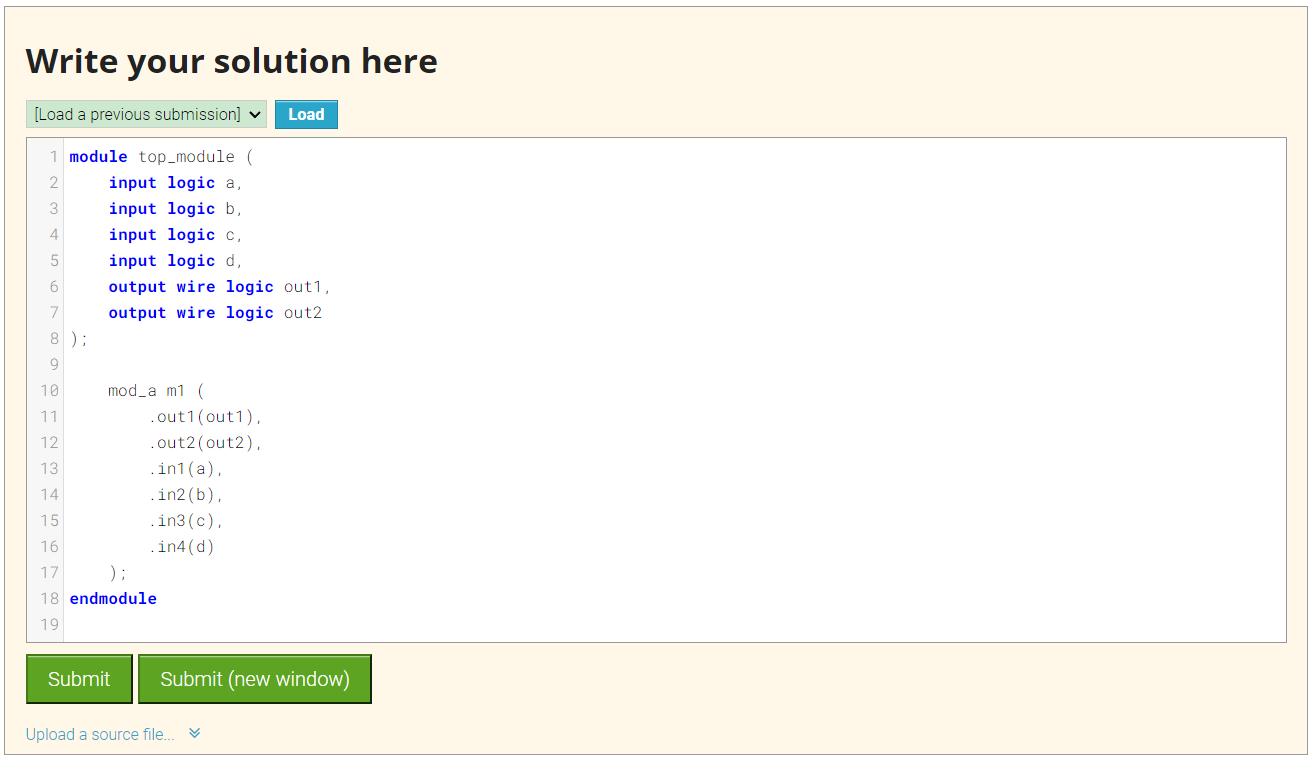 Write your solution here
[Load a previous submission] Load
1 module top_module (
2     input logic a,
3     input logic b,
4     input logic c,
5     input logic d,
6     output wire logic out1,
7     output wire logic out2
8 );
9
10     mod_a m1 (
11         .out1(out1),
12         .out2(out2),
13         .in1(a),
14         .in2(b),
15         .in3(c),
16         .in4(d)
17     );
18 endmodule
19
Submit Submit (new window)
Upload a source file...